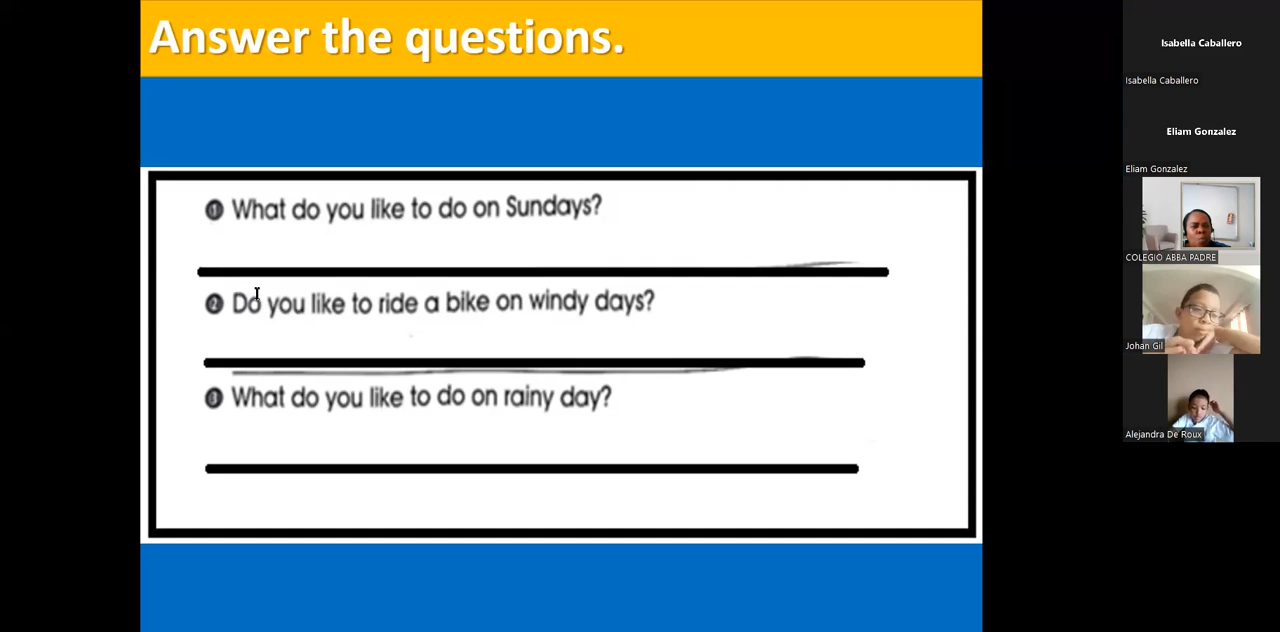 Answer the questions.
1 What do you like to do on Sundays?
2 Do you like to ride a bike on windy days?
3 What do you like to do on rainy day?
Isabella Caballero
Isabella Caballero
Eliam Gonzalez
Eliam Gonzalez
COLEGIO ABBA PADRE
Johan Gil
Alejandra De Roux